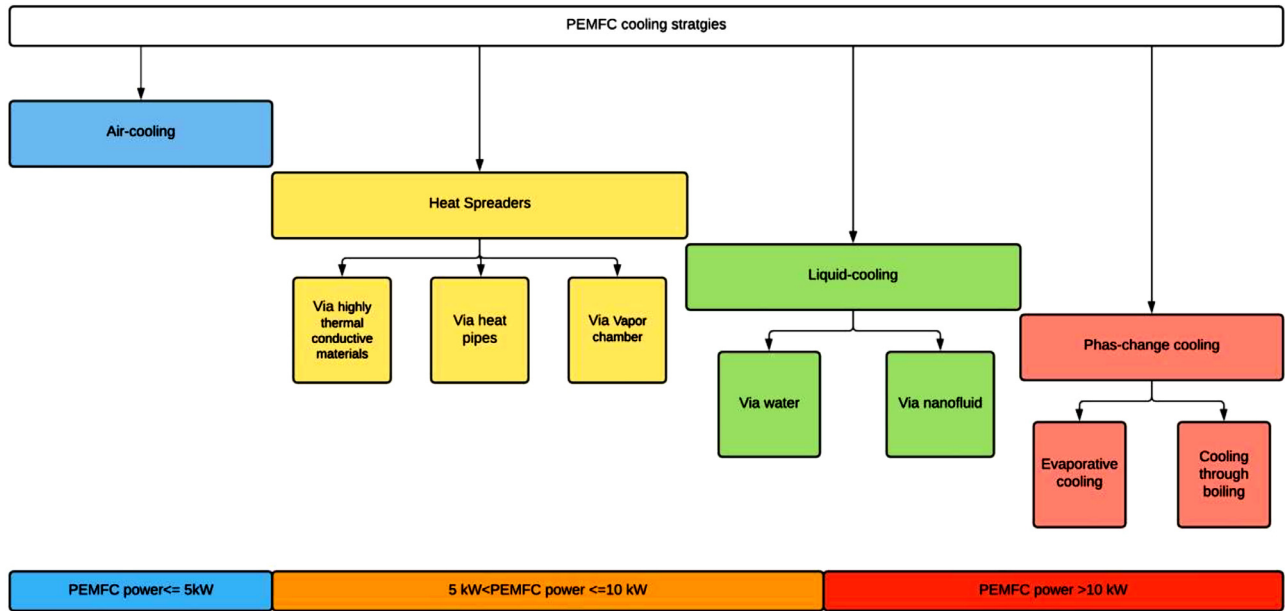 PEMFC cooling stratgies
Air-cooling
Heat Spreaders
Via highly
thermal
conductive
materials
Via heat
pipes
Via Vapor
chamber
Liquid-cooling
Via water
Via nanofluid
Phas-change cooling
Evaporative
cooling
Cooling
through
boiling
PEMFC power<= 5kW
5 kW<PEMFC power <=10 kW
PEMFC power >10 kW